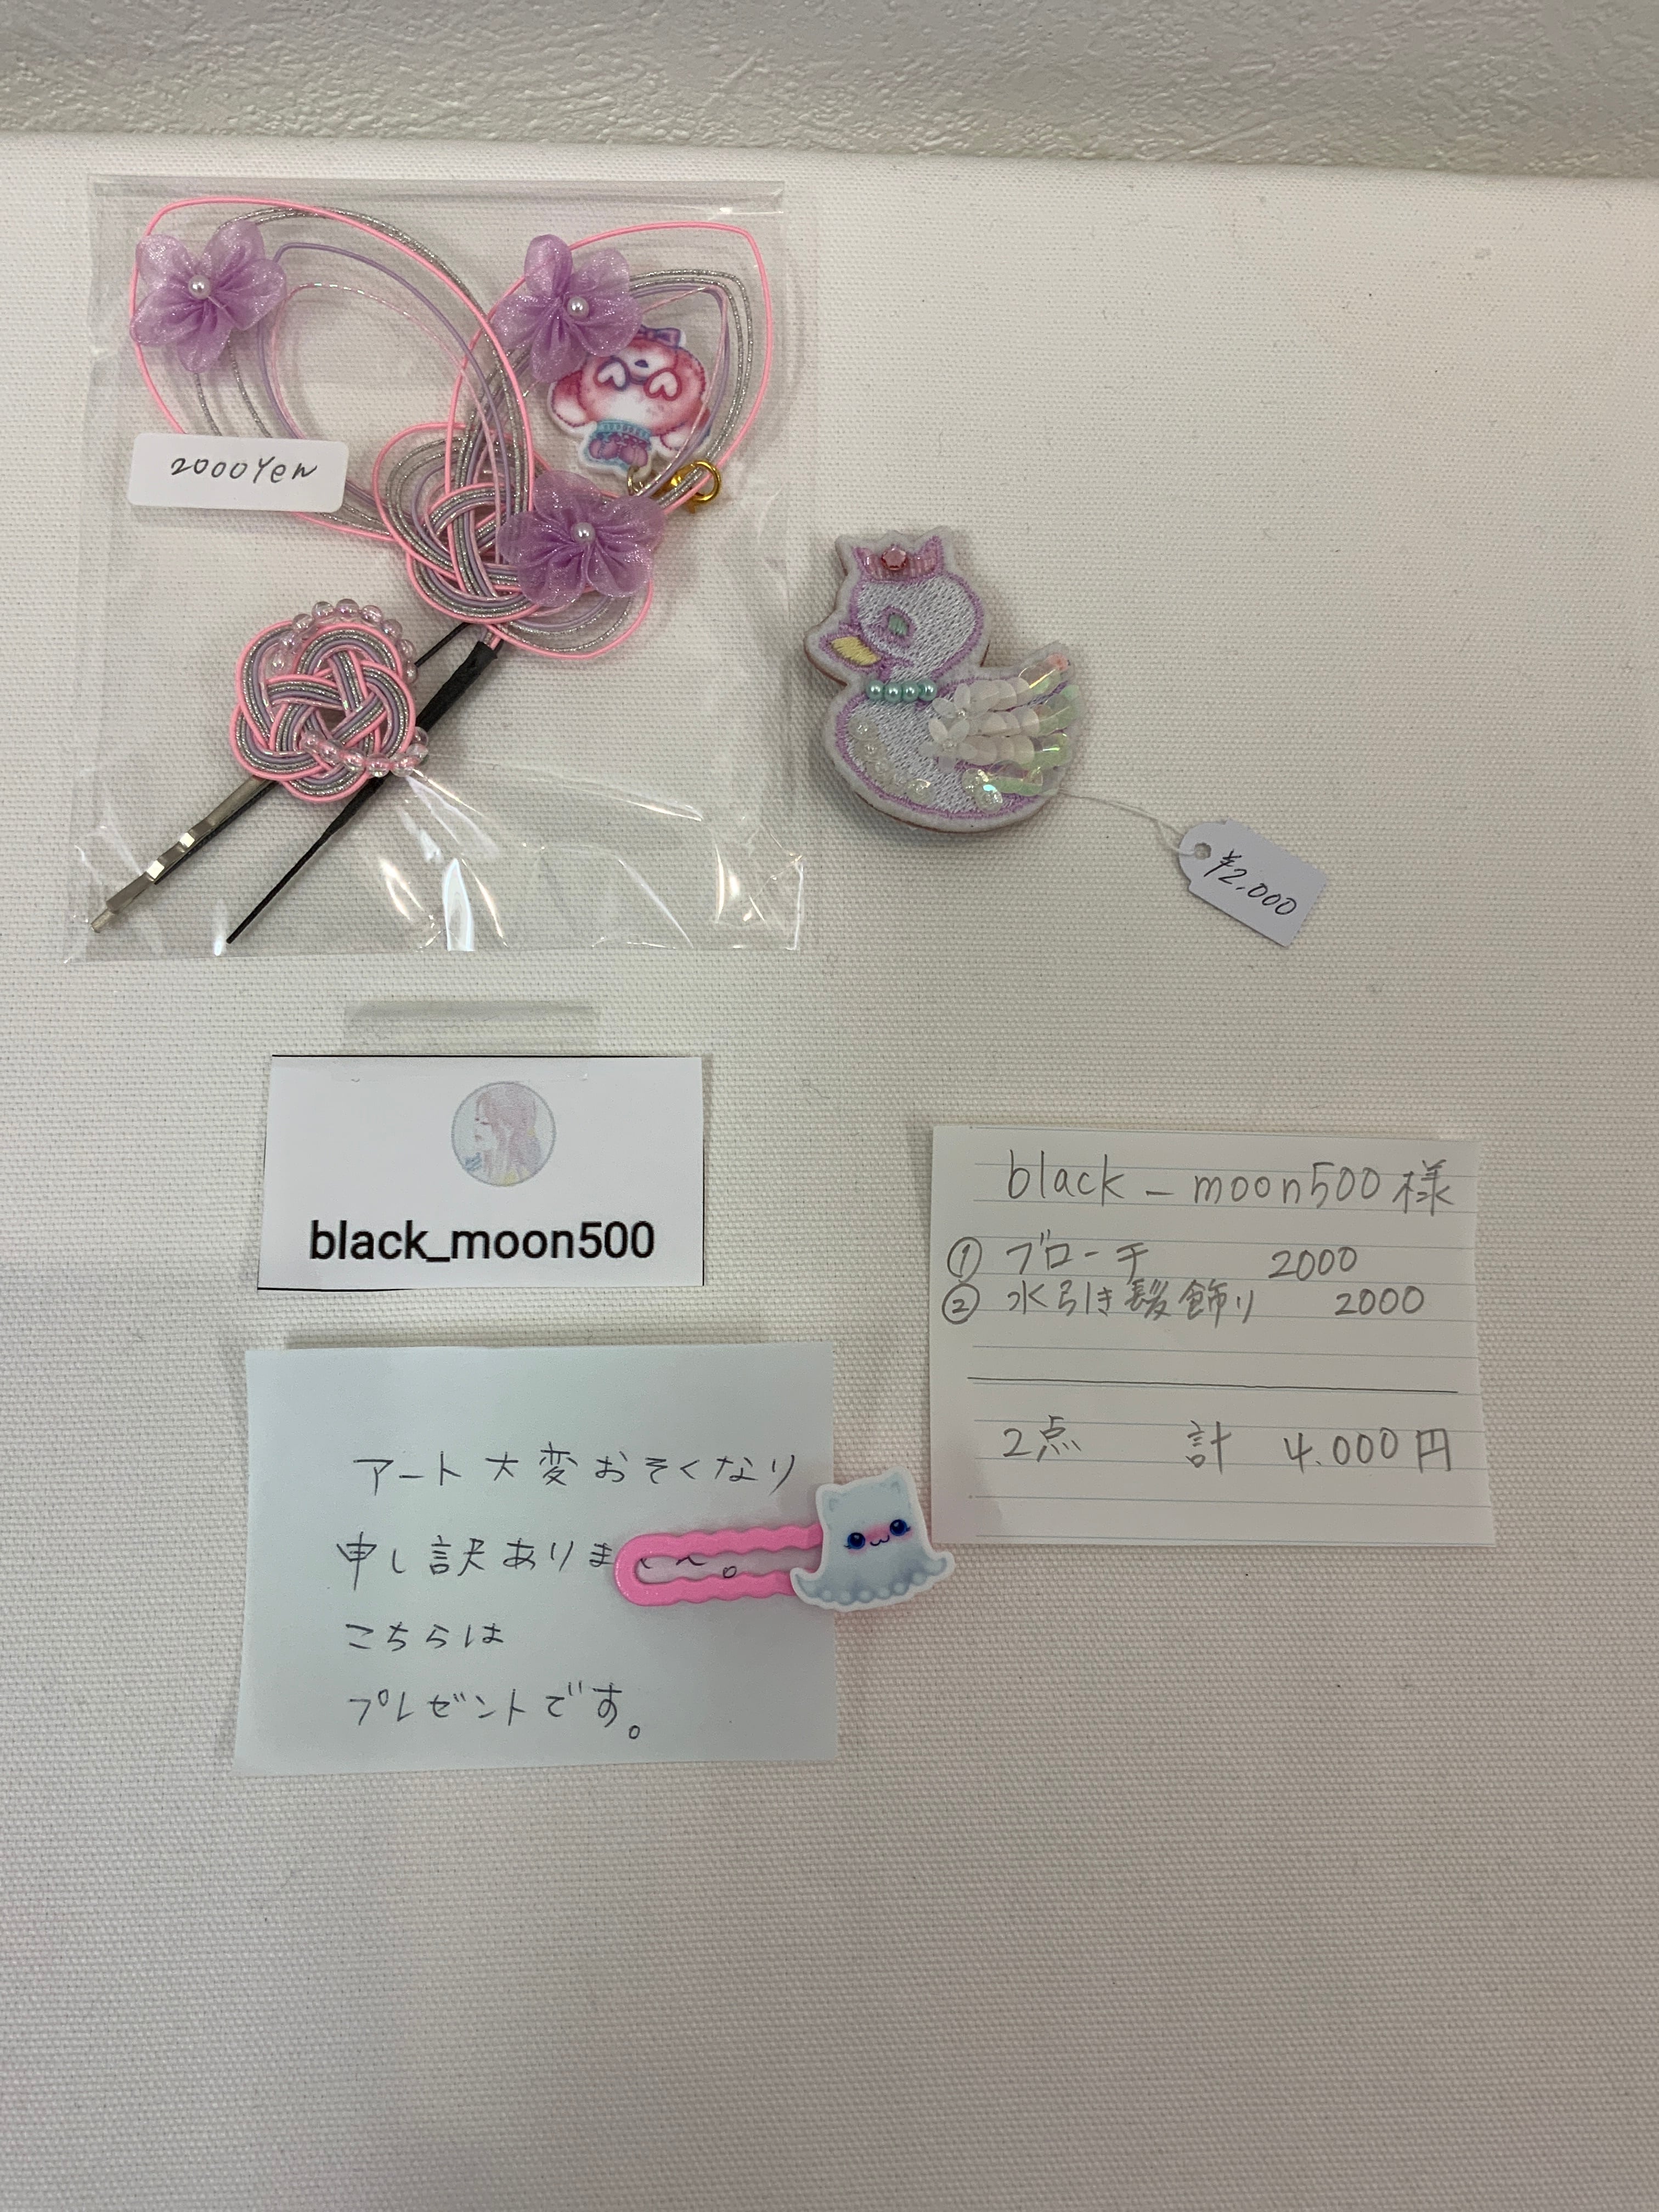 2000Yen
¥2,000
black_moon500
black_moon500様
① ブローチ 2000
② 水引き髪飾り 2000
2点 計 4.000円
アート大変おそくなり
申し訳ありま
こちらは
プレゼントです。